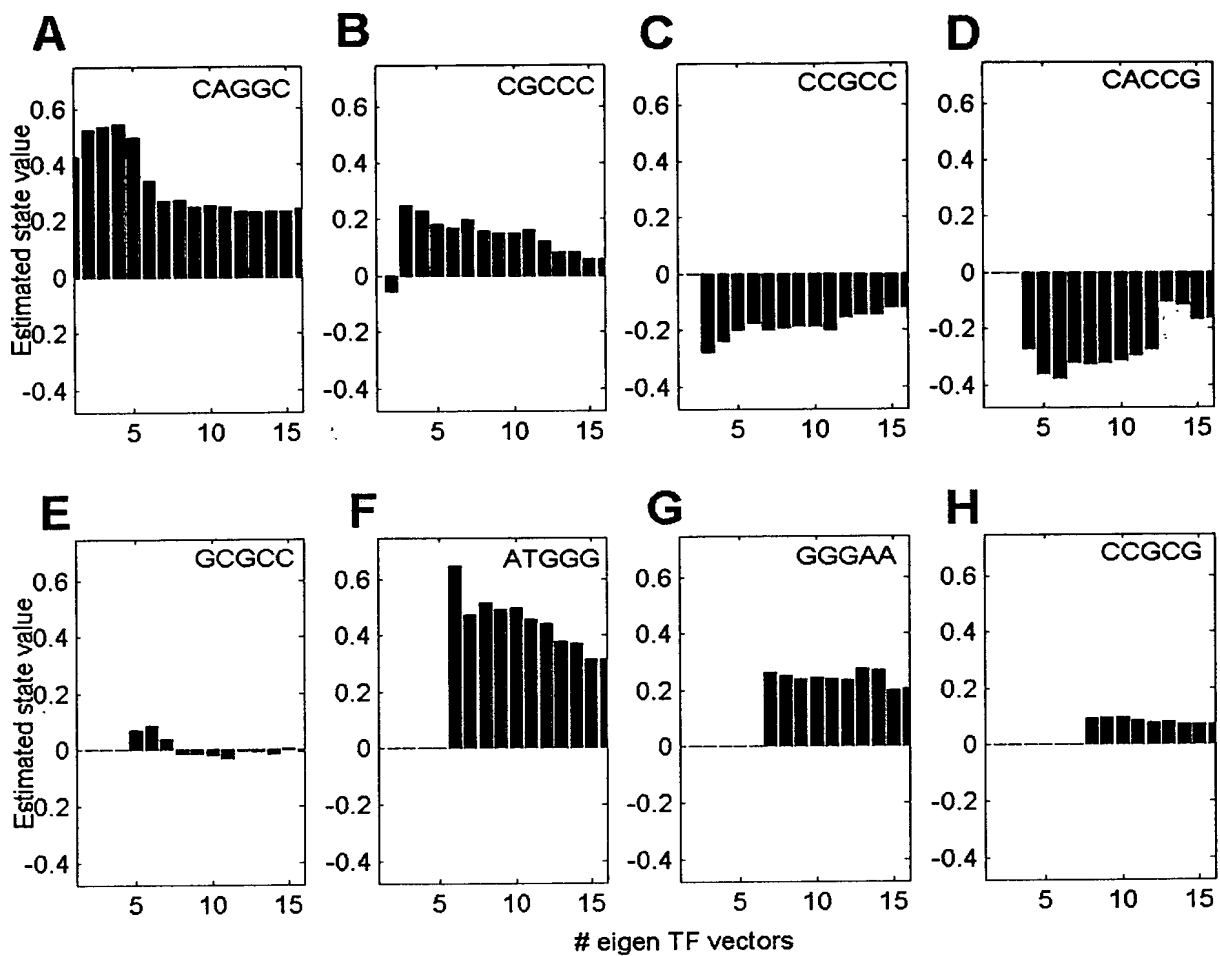 A B C D
CAGGC CGCCC CCGCC CACCG
Estimated state value
0.6 0.6 0.6 0.6
0.4 0.4 0.4 0.4
0.2 0.2 0.2 0.2
0 0 0 0
-0.2 -0.2 -0.2 -0.2
-0.4 -0.4 -0.4 -0.4
5 10 15 5 10 15 5 10 15 5 10 15
E F G H
GCGCC ATGGG GGGAA CCGCG
Estimated state value
0.6 0.6 0.6 0.6
0.4 0.4 0.4 0.4
0.2 0.2 0.2 0.2
0 0 0 0
-0.2 -0.2 -0.2 -0.2
-0.4 -0.4 -0.4 -0.4
5 10 15 5 10 15 5 10 15 5 10 15
# eigen TF vectors